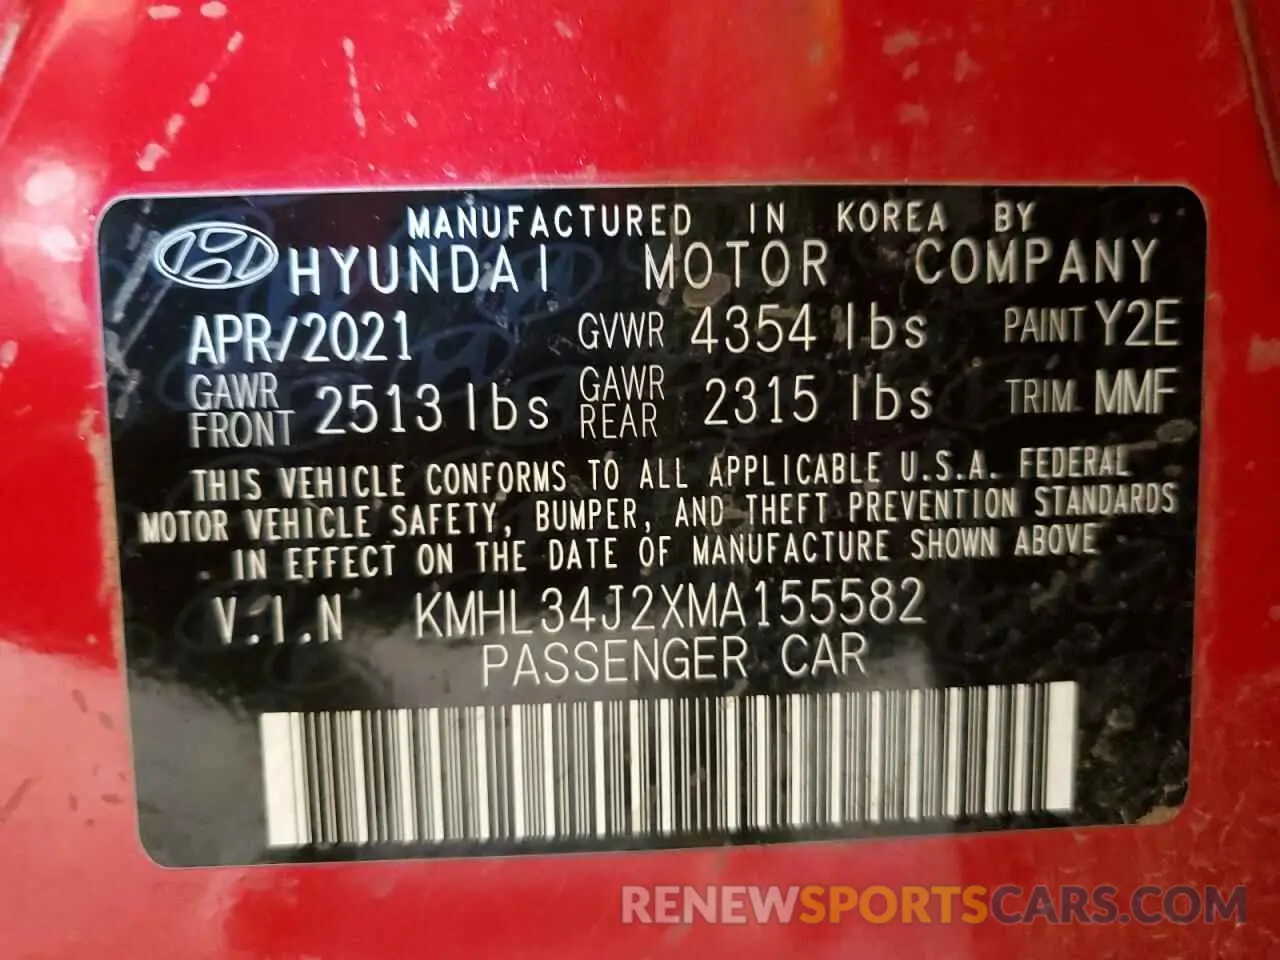 MANUFACTURED IN KOREA BY
HYUNDAI MOTOR COMPANY
APR/2021 GVWR 4354 lbs PAINT Y2E
GAWR FRONT 2513 lbs GAWR REAR 2315 lbs TRIM MMF
THIS VEHICLE CONFORMS TO ALL APPLICABLE U.S.A. FEDERAL
MOTOR VEHICLE SAFETY, BUMPER, AND THEFT PREVENTION STANDARDS
IN EFFECT ON THE DATE OF MANUFACTURE SHOWN ABOVE
V.I.N KMHL34J2XMA155582
PASSENGER CAR
RENEWSPORTSCARS.COM